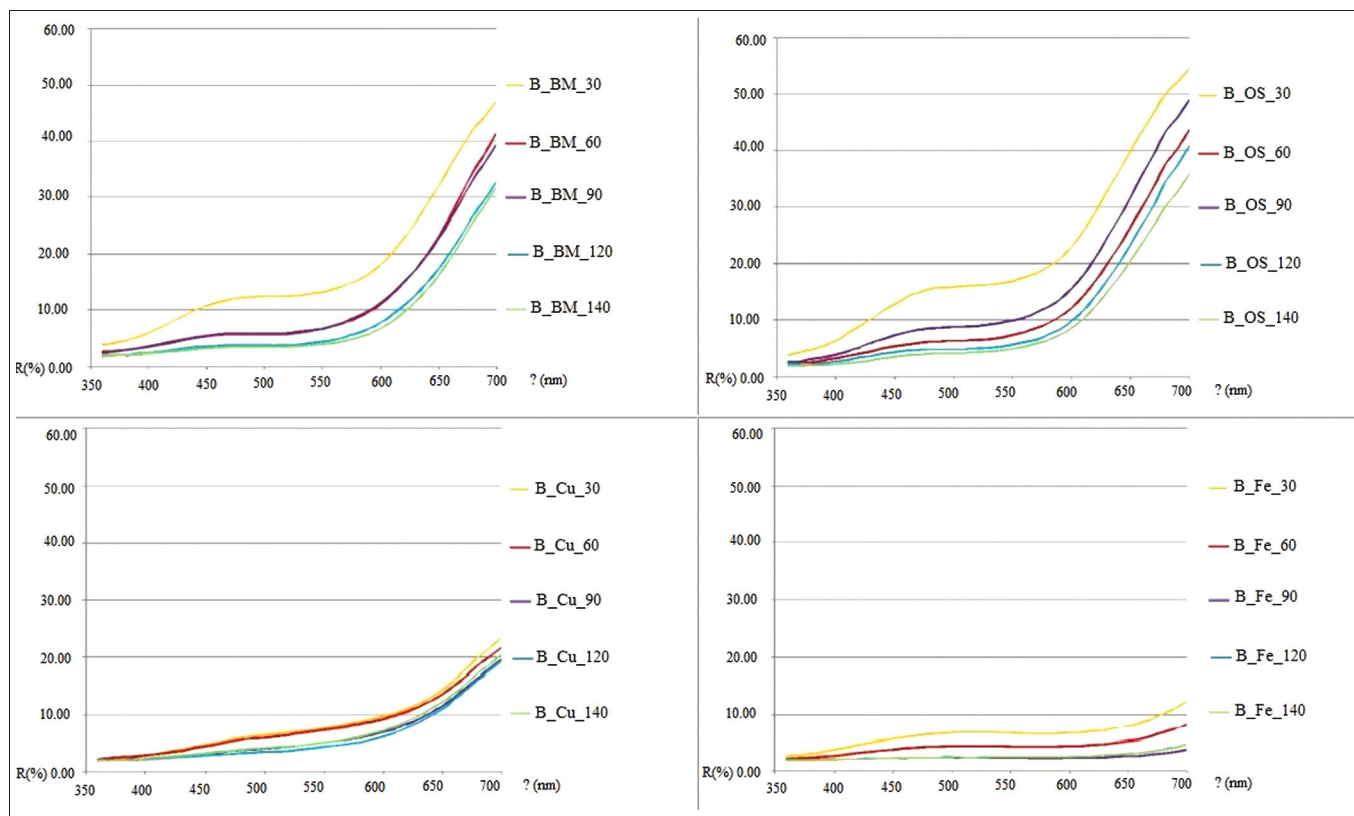 60.00
50.00
40.00
30.00
20.00
10.00
R(%) 0.00
350 400 450 500 550 600 650 700 ? (nm)
B_BM_30
B_BM_60
B_BM_90
B_BM_120
B_BM_140
60.00
50.00
40.00
30.00
20.00
10.00
R(%) 0.00
350 400 450 500 550 600 650 700 ? (nm)
B_OS_30
B_OS_60
B_OS_90
B_OS_120
B_OS_140
60.00
50.00
40.00
30.00
20.00
10.00
R(%) 0.00
350 400 450 500 550 600 650 700 ? (nm)
B_Cu_30
B_Cu_60
B_Cu_90
B_Cu_120
B_Cu_140
60.00
50.00
40.00
30.00
20.00
10.00
R(%) 0.00
350 400 450 500 550 600 650 700 ? (nm)
B_Fe_30
B_Fe_60
B_Fe_90
B_Fe_120
B_Fe_140